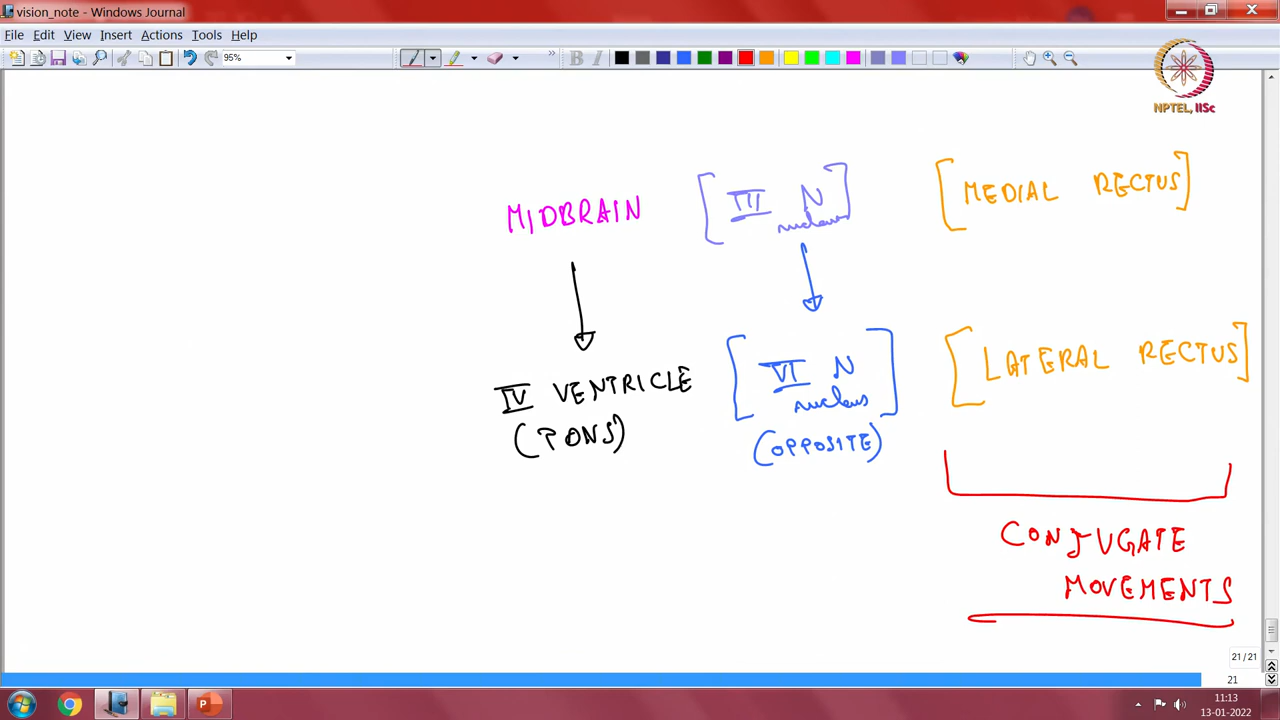 vision_note - Windows Journal
File Edit View Insert Actions Tools Help
95%
NPTEL, IISc
MIDBRAIN [III N nucleus] [MEDIAL RECTUS]
IV VENTRICLE (PONS)
[VI N nucleus] (OPPOSITE)
[LATERAL RECTUS]
CONJUGATE
MOVEMENTS
21 / 21
21
11:13
13-01-2022